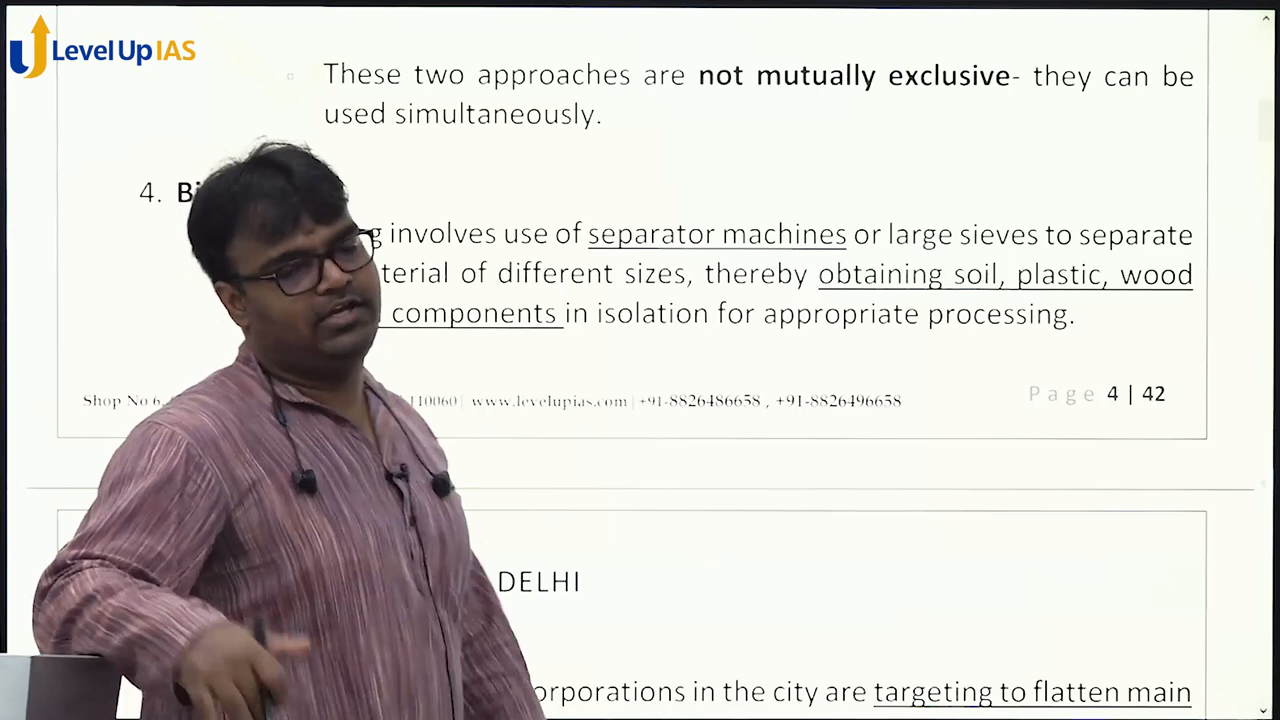 Level Up IAS
These two approaches are not mutually exclusive- they can be
used simultaneously.
4. Bi
g involves use of separator machines or large sieves to separate
terial of different sizes, thereby obtaining soil, plastic, wood
components in isolation for appropriate processing.
Shop No 6 110060| www.levelupias.com | +91-8826486658 , +91-8826496658
Page 4 | 42
DELHI
orporations in the city are targeting to flatten main